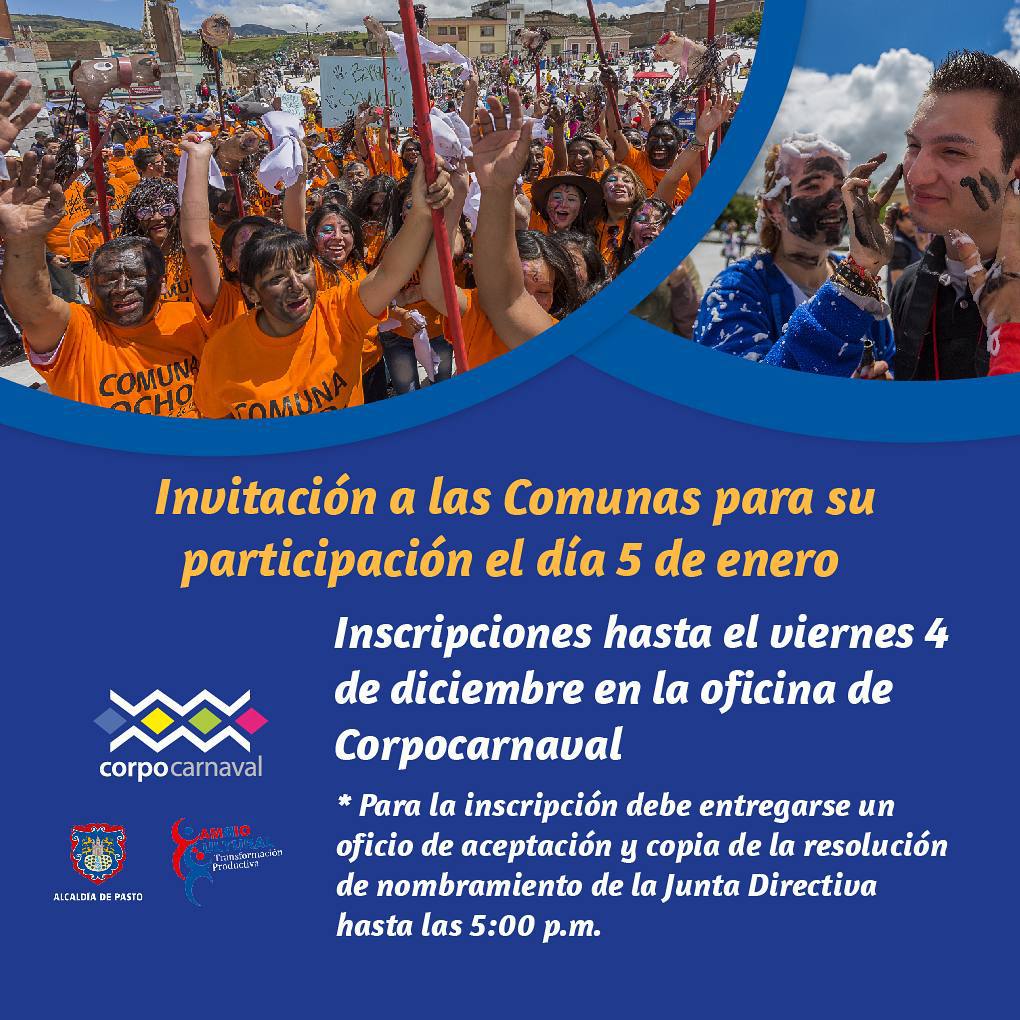 COMUNA
OCHO
COMUNA
Invitación a las Comunas para su
participación el día 5 de enero
Inscripciones hasta el viernes 4
de diciembre en la oficina de
Corpocarnaval
corpocarnaval
* Para la inscripción debe entregarse un
oficio de aceptación y copia de la resolución
de nombramiento de la Junta Directiva
hasta las 5:00 p.m.
ALCALDÍA DE PASTO
CAMBIO
CULTURAL
Transformación
Productiva